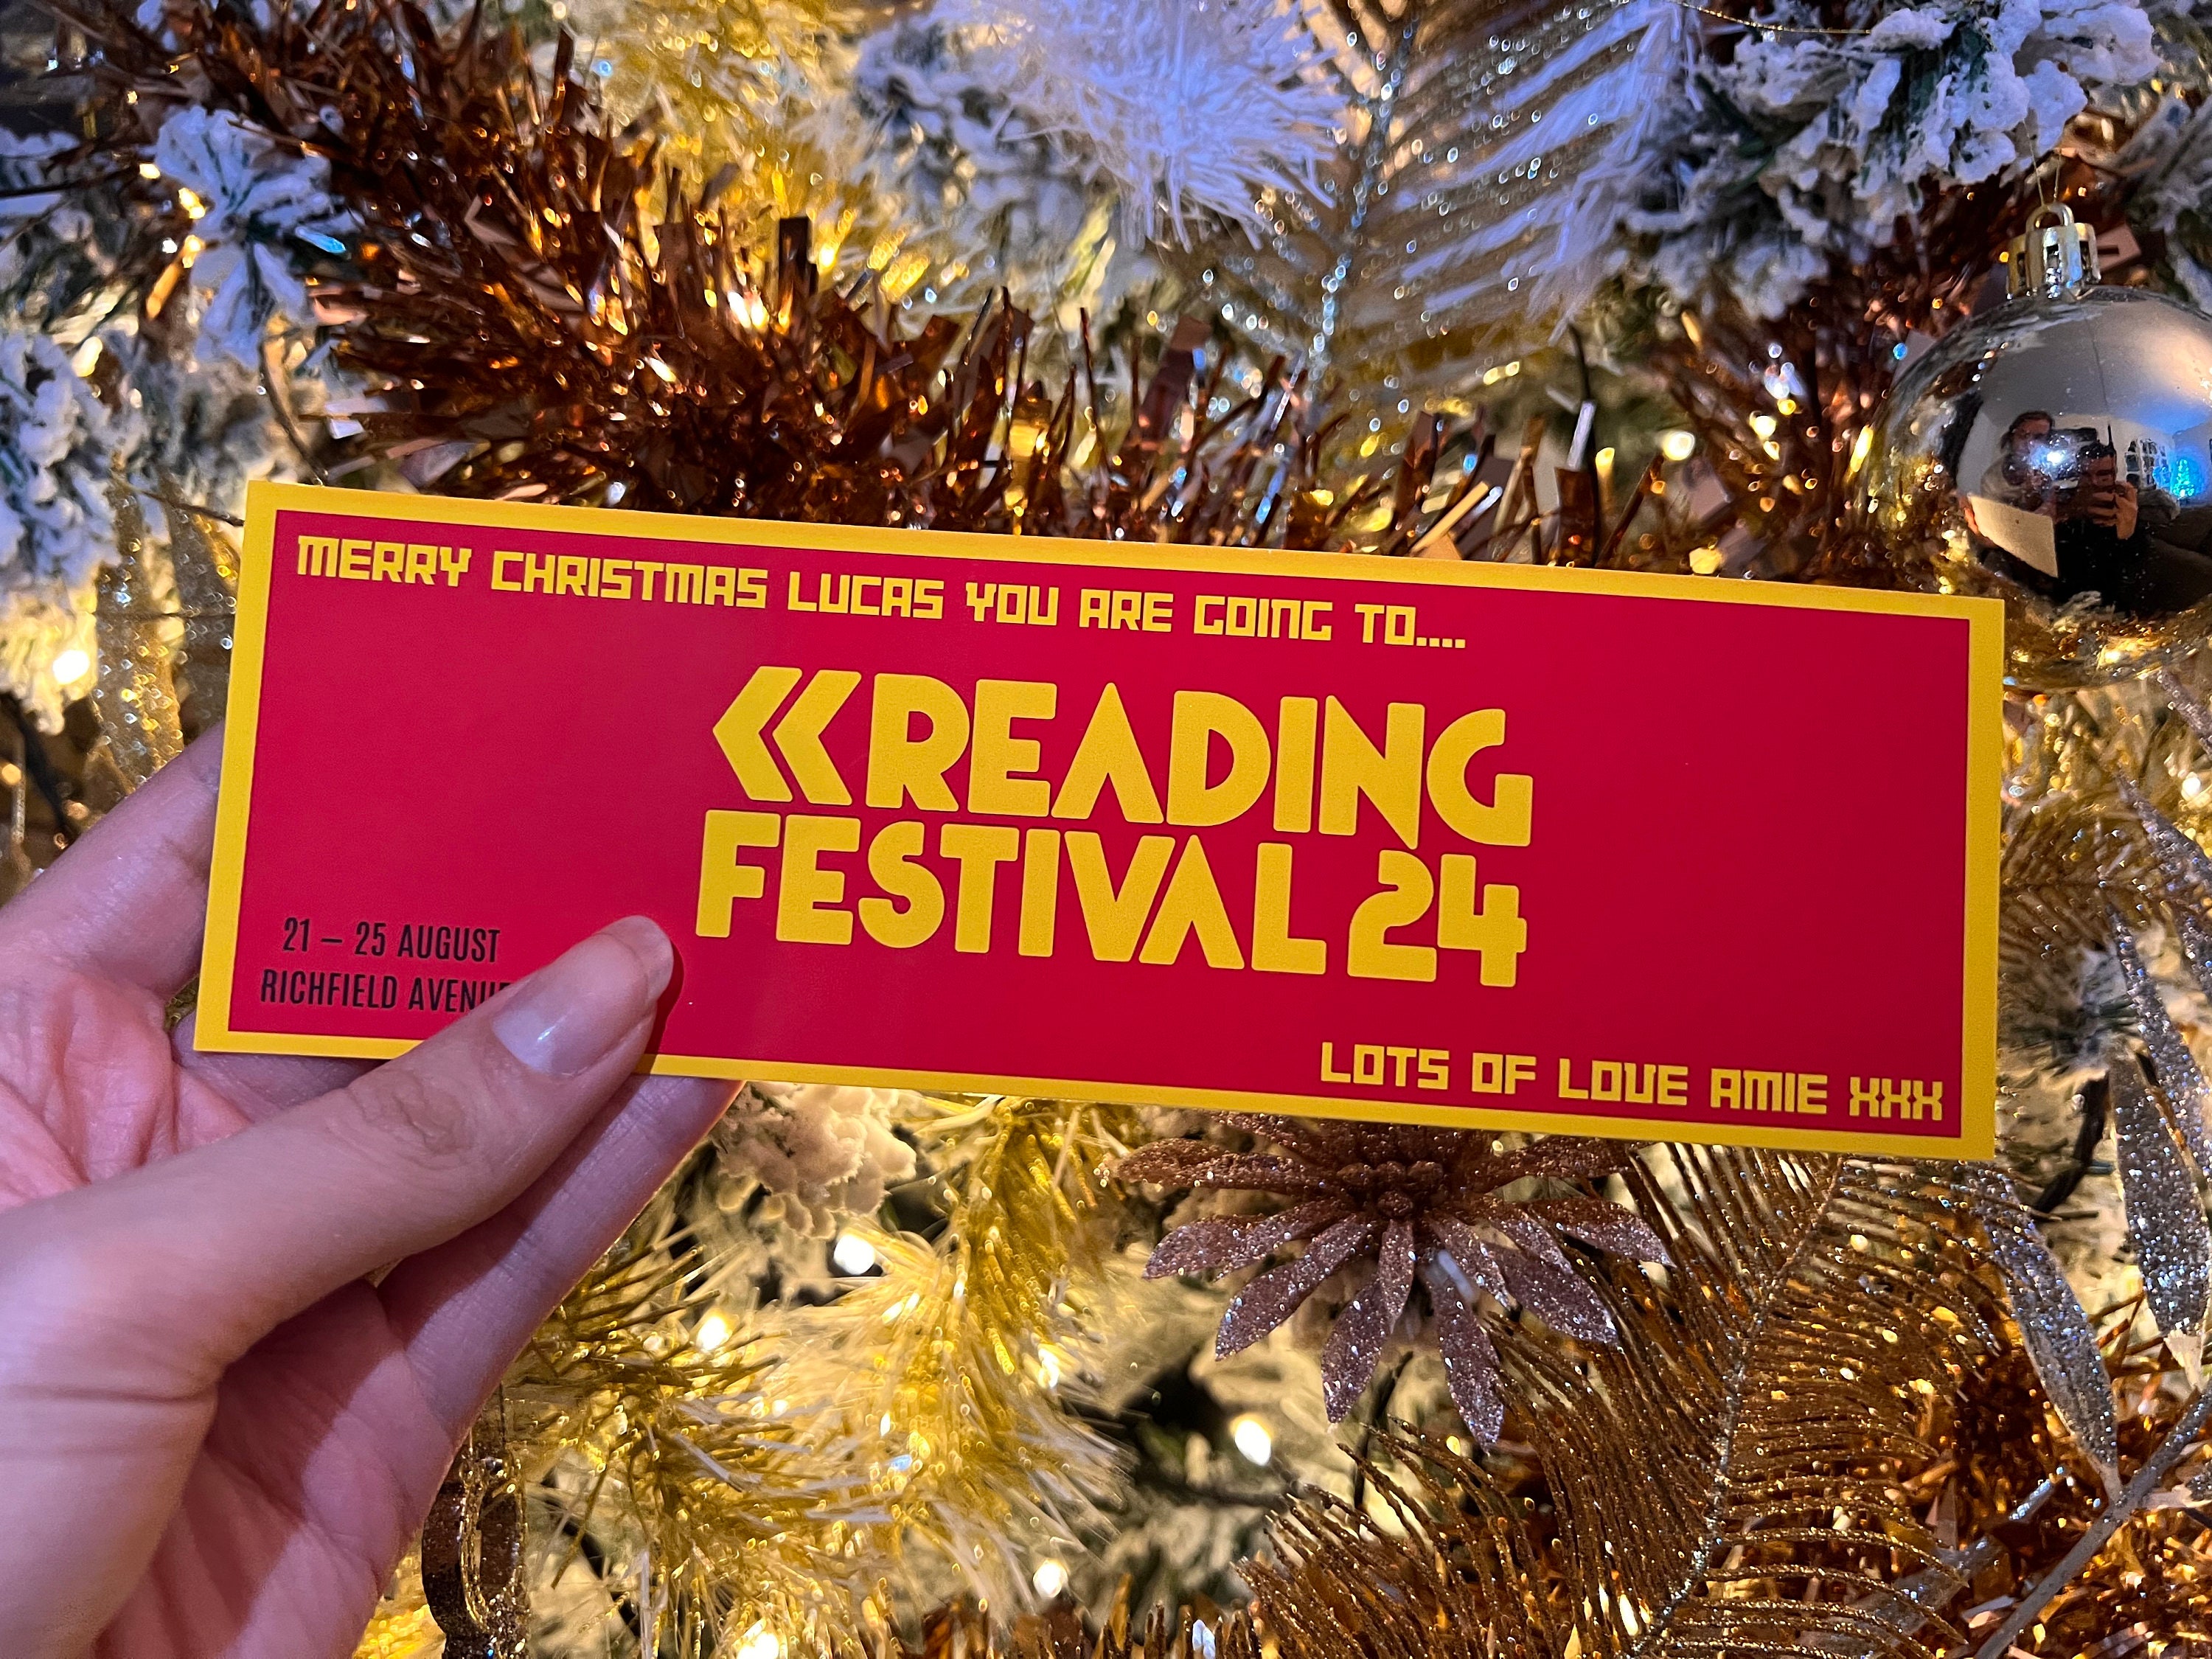 MERRY CHRISTMAS LUCAS YOU ARE GOING TO....
READING
FESTIVAL 24
21 – 25 AUGUST
RICHFIELD AVENUE
LOTS OF LOVE AMIE XXX